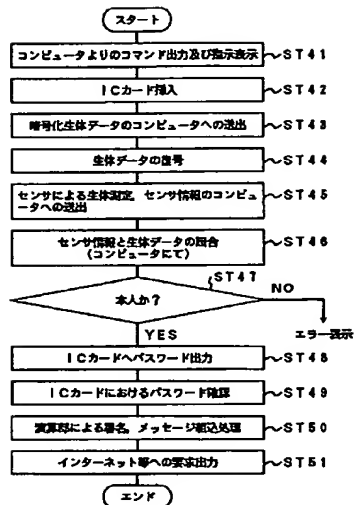 スタート
コンピュータよりのコマンド出力及び指示表示
ST41
ICカード挿入
ST42
暗号化生体データのコンピュータへの送出
ST43
生体データの復号
ST44
センサによる生体測定，センサ情報のコンピュ
ータへの送出
ST45
センサ情報と生体データの照合
(コンピュータにて)
ST46
ST47
本人か？
NO
エラー表示
YES
ICカードへパスワード出力
ST48
ICカードにおけるパスワード確認
ST49
演算部による署名，メッセージ組込処理
ST50
インターネット等への要求出力
ST51
エンド